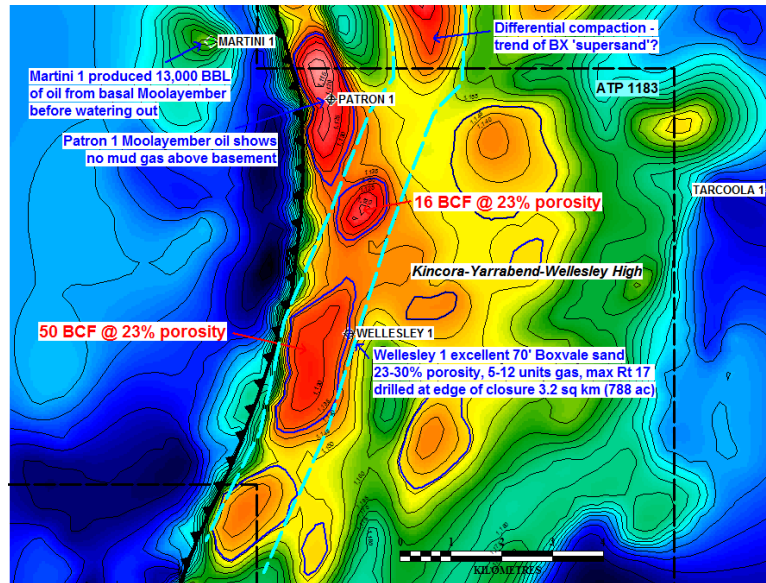 MARTINI 1
Differential compaction -
trend of BX 'supersand'?
Martini 1 produced 13,000 BBL
of oil from basal Moolayember
before watering out
ATP 1183
PATRON 1
Patron 1 Moolayember oil shows
no mud gas above basement
TARCOOLA 1
16 BCF @ 23% porosity
Kincora-Yarrabend-Wellesley High
50 BCF @ 23% porosity
WELLESLEY 1
Wellesley 1 excellent 70' Boxvale sand
23-30% porosity, 5-12 units gas, max Rt 17
drilled at edge of closure 3.2 sq km (788 ac)
0
KILOMETRES